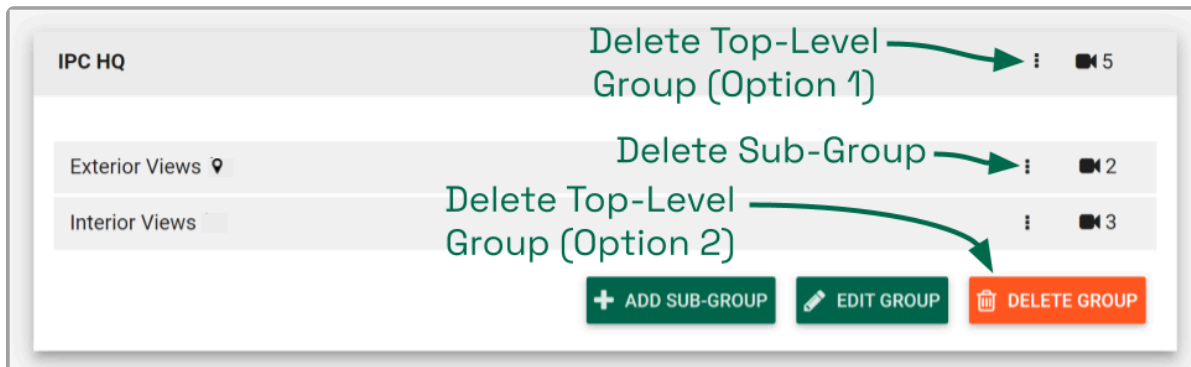 Delete Top-Level
Group (Option 1)
IPC HQ
5
Exterior Views
Delete Sub-Group
2
Interior Views
3
Delete Top-Level
Group (Option 2)
ADD SUB-GROUP
EDIT GROUP
DELETE GROUP